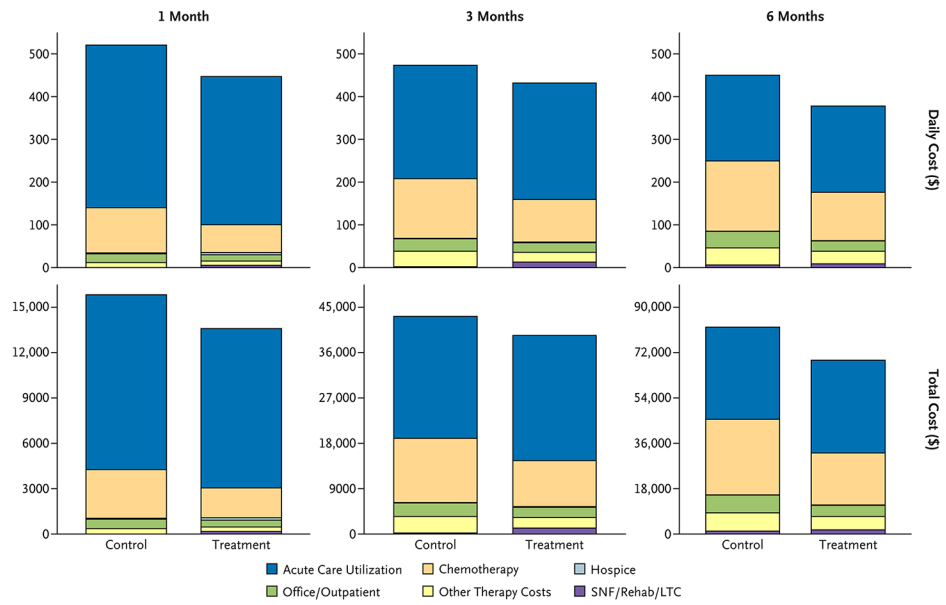 1 Month 3 Months 6 Months
500 500 500
400 400 400
300 300 300
200 200 200
100 100 100
0 0 0
Daily Cost ($)
15,000 45,000 90,000
12,000 36,000 72,000
9000 27,000 54,000
6000 18,000 36,000
3000 9000 18,000
0 0 0
Total Cost ($)
Control Treatment Control Treatment Control Treatment
Acute Care Utilization Chemotherapy Hospice
Office/Outpatient Other Therapy Costs SNF/Rehab/LTC